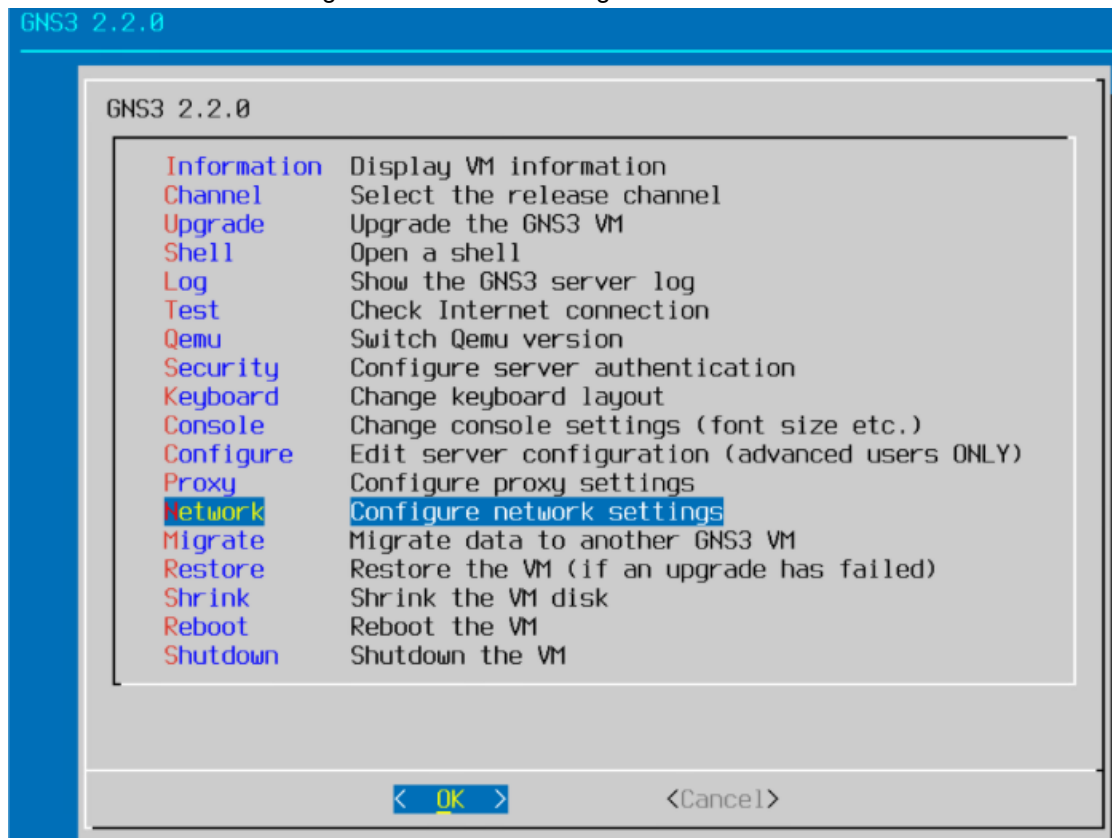 GNS3 2.2.0
GNS3 2.2.0
Information Display VM information
Channel Select the release channel
Upgrade Upgrade the GNS3 VM
Shell Open a shell
Log Show the GNS3 server log
Test Check Internet connection
Qemu Switch Qemu version
Security Configure server authentication
Keyboard Change keyboard layout
Console Change console settings (font size etc.)
Configure Edit server configuration (advanced users ONLY)
Proxy Configure proxy settings
Network Configure network settings
Migrate Migrate data to another GNS3 VM
Restore Restore the VM (if an upgrade has failed)
Shrink Shrink the VM disk
Reboot Reboot the VM
Shutdown Shutdown the VM
< OK > <Cancel>